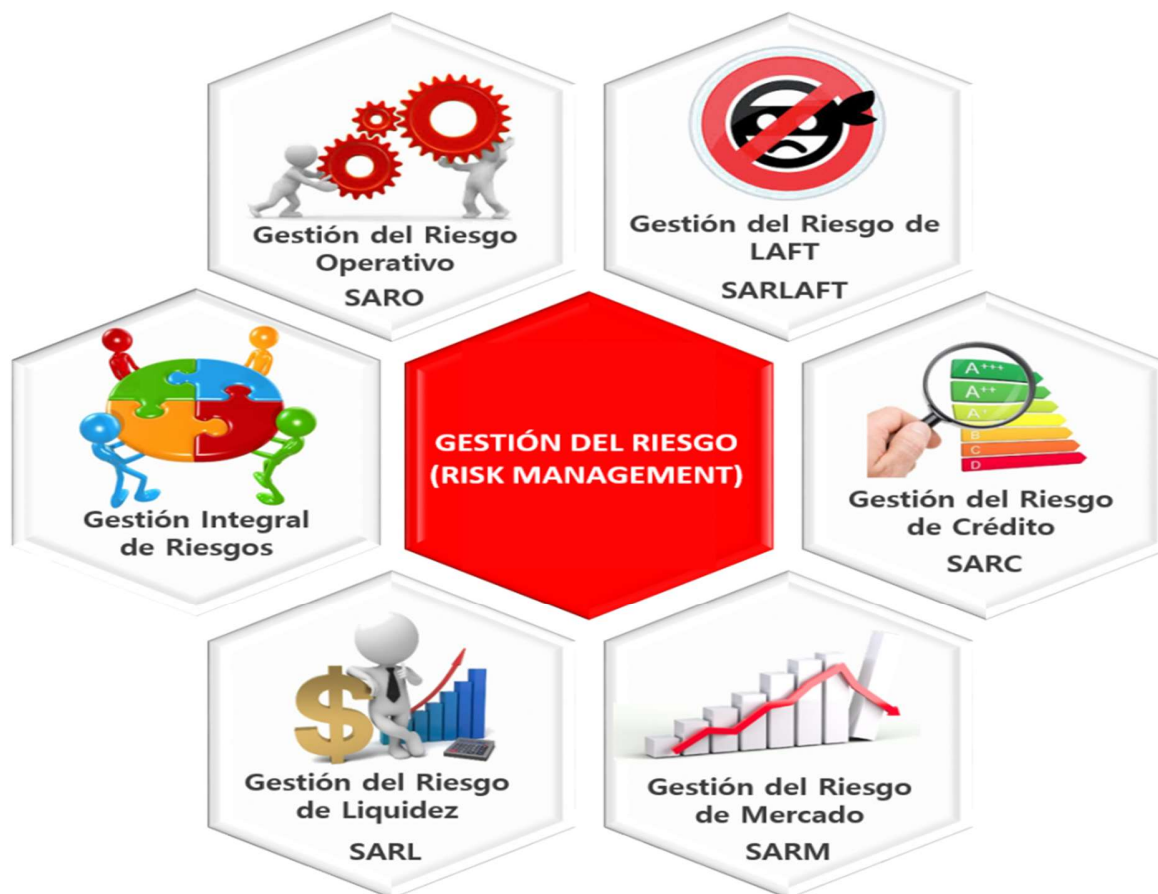 Gestión del Riesgo
Operativo
SARO
Gestión del Riesgo de
LAFT
SARLAFT
Gestión Integral
de Riesgos
GESTIÓN DEL RIESGO
(RISK MANAGEMENT)
A+++
A++
A+
B
C
D
Gestión del Riesgo
de Crédito
SARC
$
Gestión del Riesgo
de Liquidez
SARL
Gestión del Riesgo
de Mercado
SARM